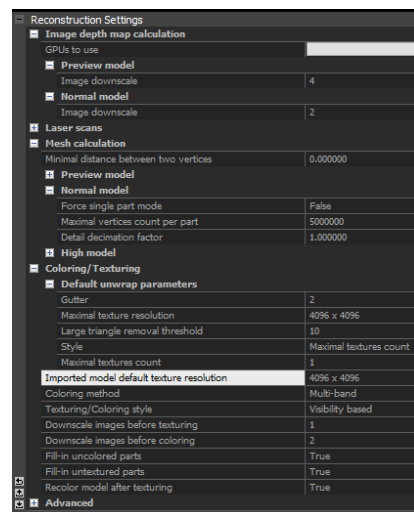 Reconstruction Settings
Image depth map calculation
GPUs to use
Preview model
Image downscale 4
Normal model
Image downscale 2
Laser scans
Mesh calculation
Minimal distance between two vertices 0.000000
Preview model
Normal model
Force single part mode False
Maximal vertices count per part 5000000
Detail decimation factor 1.000000
High model
Coloring/Texturing
Default unwrap parameters
Gutter 2
Maximal texture resolution 4096 x 4096
Large triangle removal threshold 10
Style Maximal textures count
Maximal textures count 1
Imported model default texture resolution 4096 x 4096
Coloring method Multi-band
Texturing/Coloring style Visibility based
Downscale images before texturing 1
Downscale images before coloring 2
Fill-in uncolored parts True
Fill-in untextured parts True
Recolor model after texturing True
Advanced